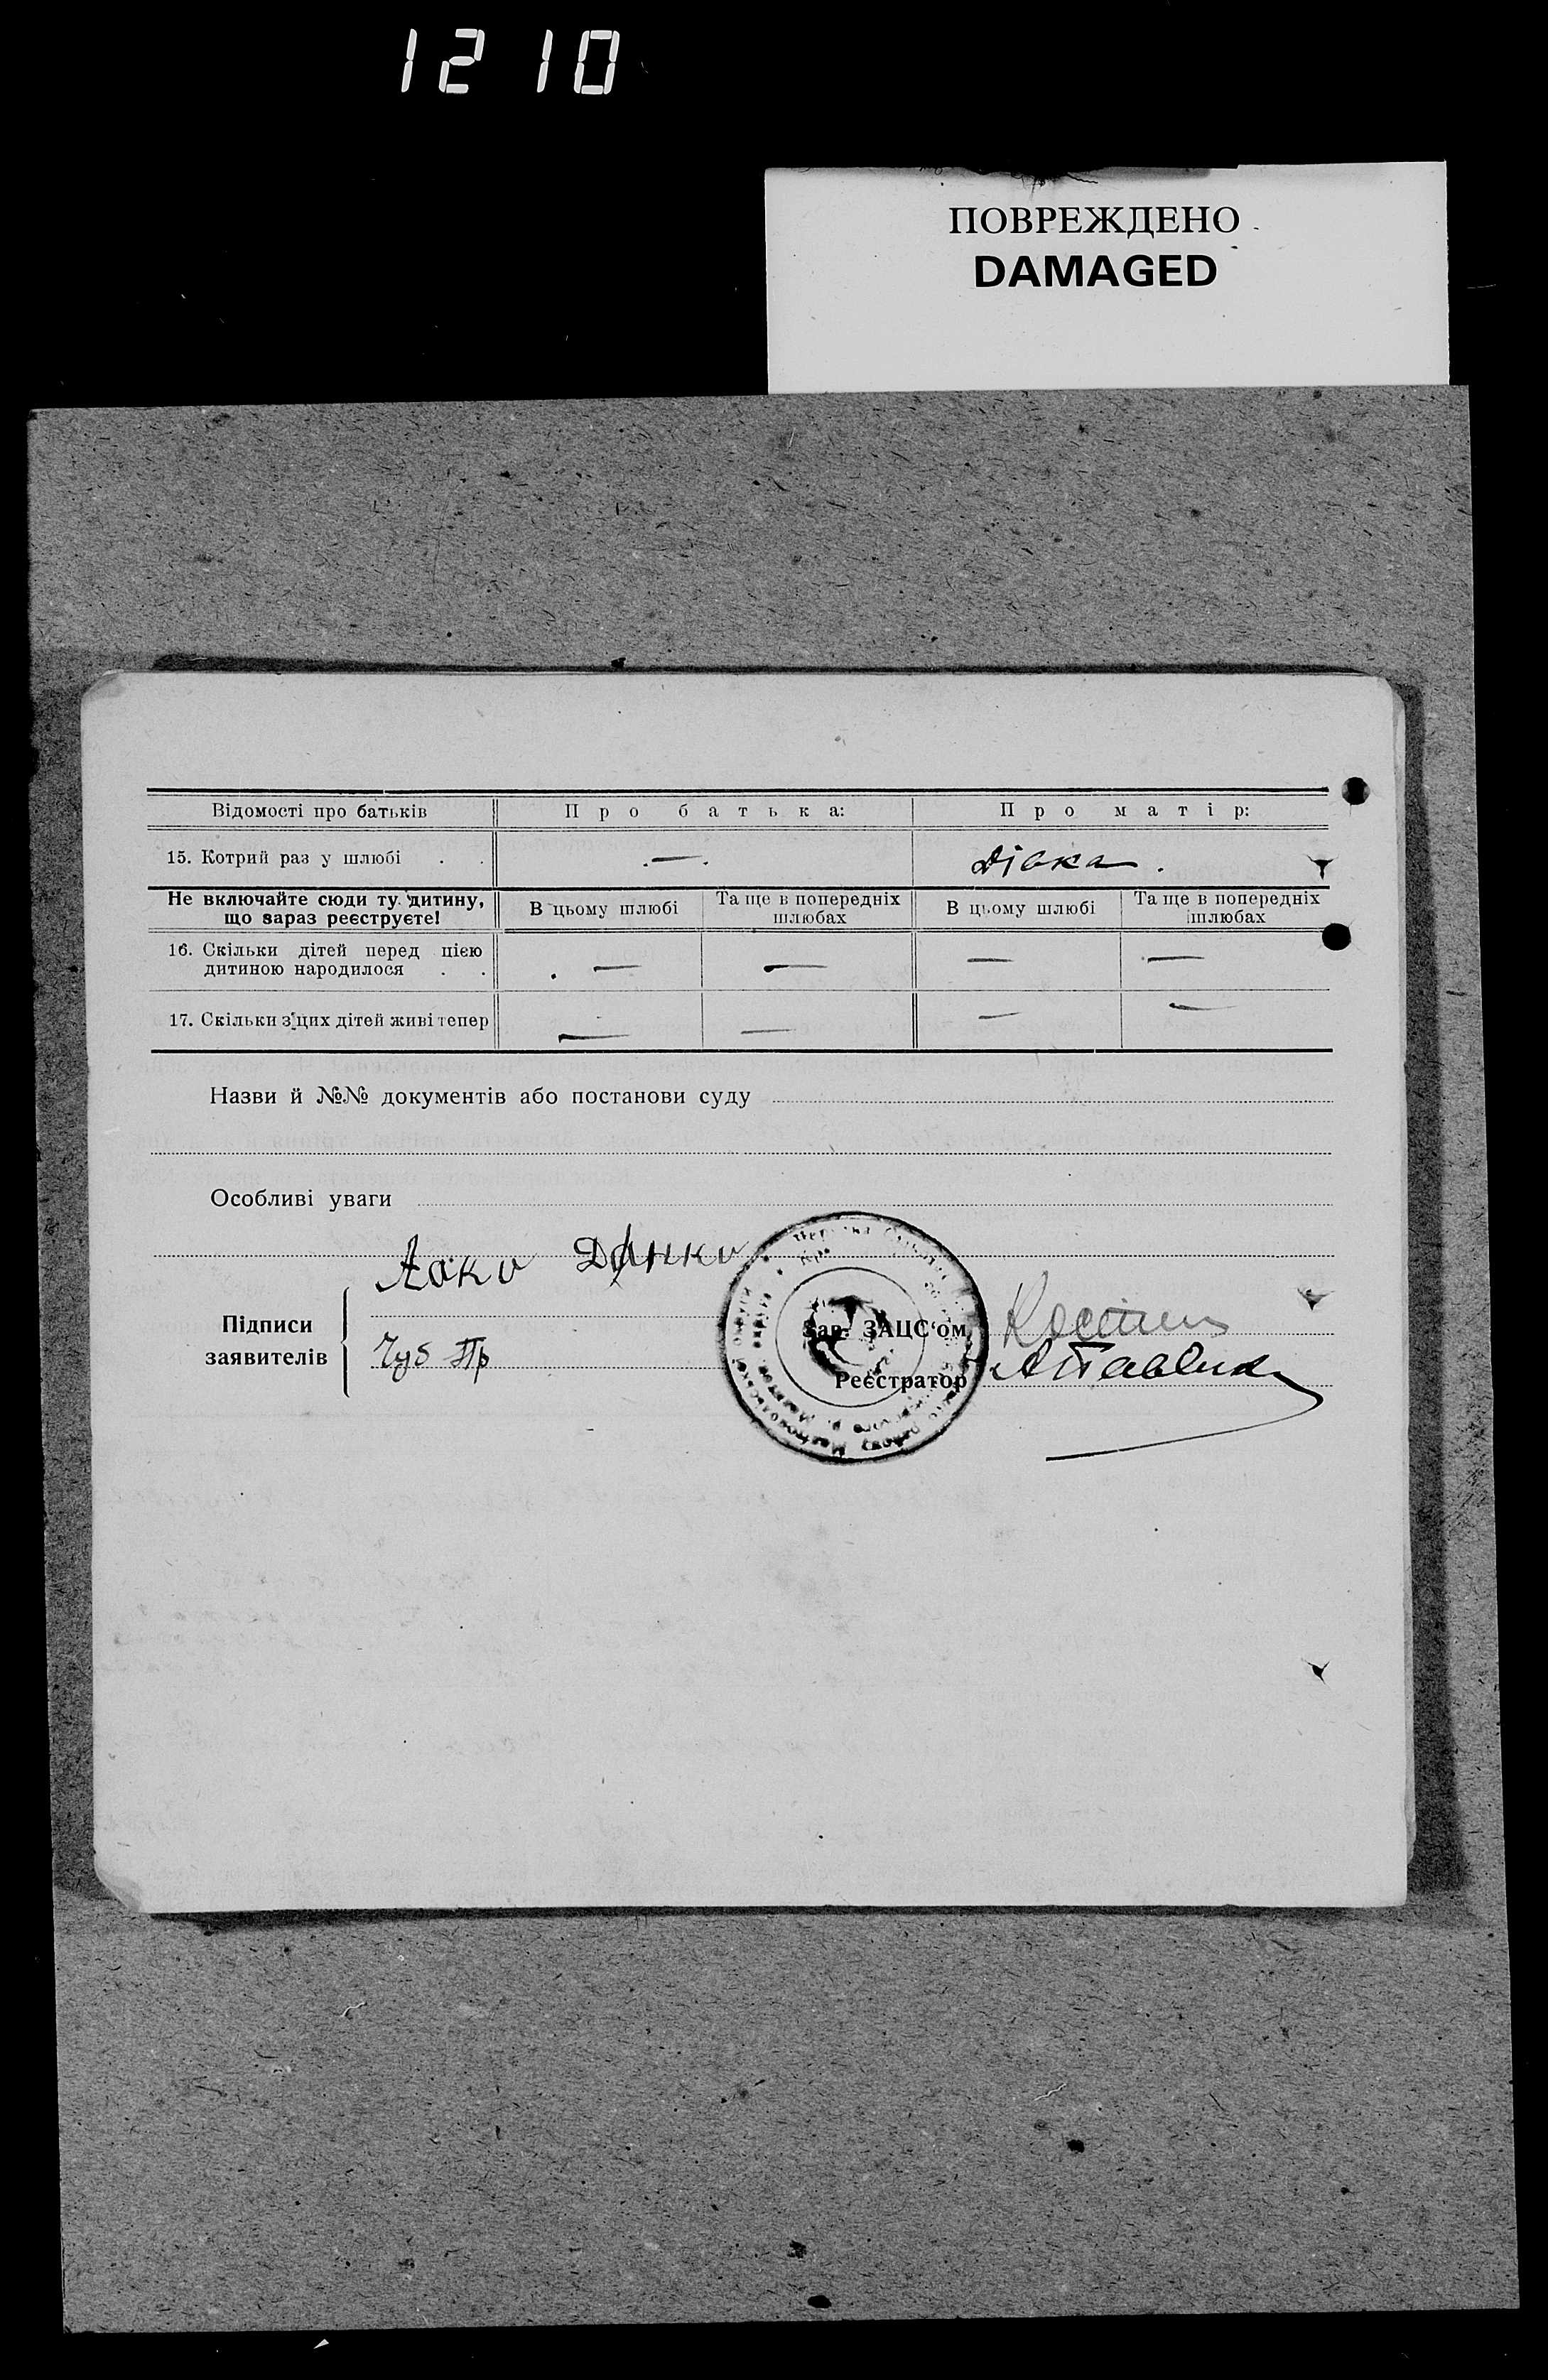 1210
ПОВРЕЖДЕНО
DAMAGED
Відомості про батьків Про батька: Про матір:
15. Котрий раз у шлюбі . . — Дівка.
Не включайте сюди ту дитину, що зараз реєструєте! В цьому шлюбі Та ще в попередніх шлюбах В цьому шлюбі Та ще в попередніх шлюбах
16. Скільки дітей перед цією
дитиною народилося . . — — — —
17. Скільки з цих дітей живі тепер — — — —
Назви й №№ документів або постанови суду
Особливі уваги
Підписи
заявителів
Чуб Пр
Зав. ЗАЦС'ом
Реєстратор